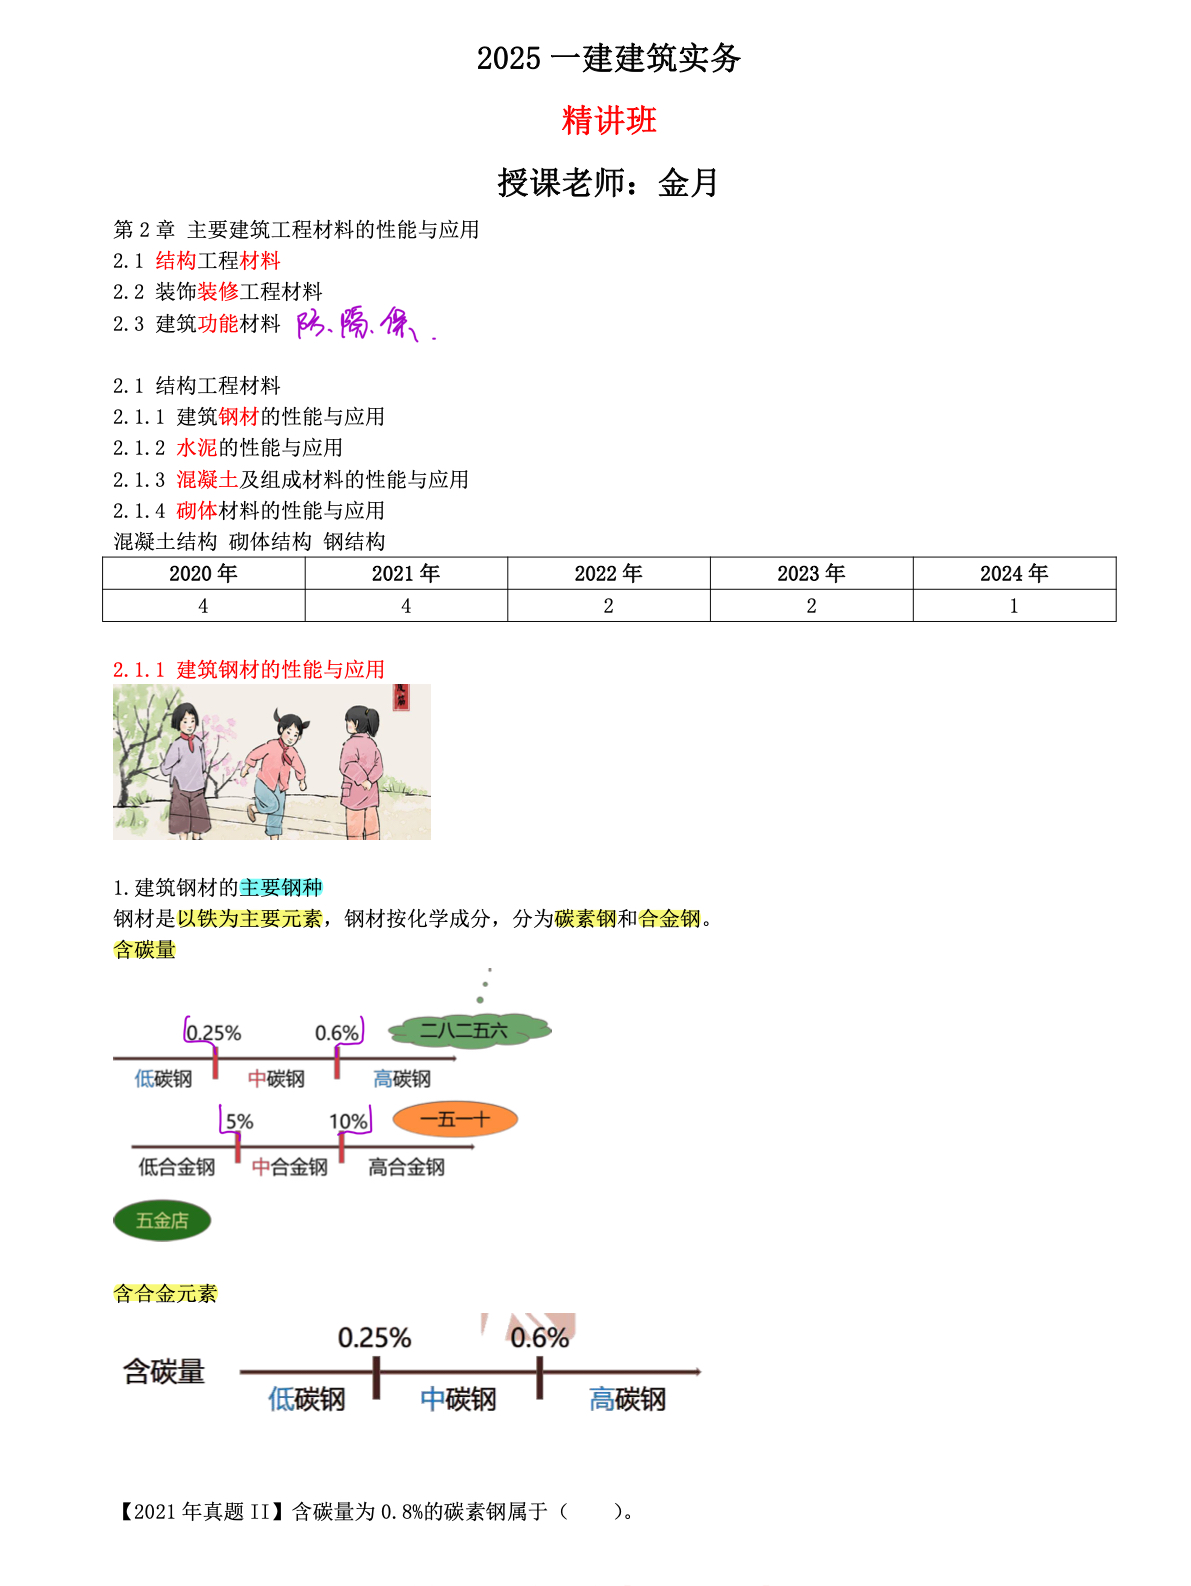 2025 一建建筑实务
精讲班
授课老师：金月
第 2 章 主要建筑工程材料的性能与应用
2.1 结构工程材料
2.2 装饰装修工程材料
2.3 建筑功能材料 防、隔、保、.
2.1 结构工程材料
2.1.1 建筑钢材的性能与应用
2.1.2 水泥的性能与应用
2.1.3 混凝土及组成材料的性能与应用
2.1.4 砌体材料的性能与应用
混凝土结构 砌体结构 钢结构
2020 年 2021 年 2022 年 2023 年 2024 年
4 4 2 2 1
2.1.1 建筑钢材的性能与应用
筋
1.建筑钢材的主要钢种
钢材是以铁为主要元素，钢材按化学成分，分为碳素钢和合金钢。
含碳量
0.25% 0.6% 二八二五六
低碳钢 中碳钢 高碳钢
5% 10% 一五一十
低合金钢 中合金钢 高合金钢
五金店
含合金元素
0.25% 0.6%
含碳量
低碳钢 中碳钢 高碳钢
【2021 年真题 II】含碳量为 0.8%的碳素钢属于（ ）。